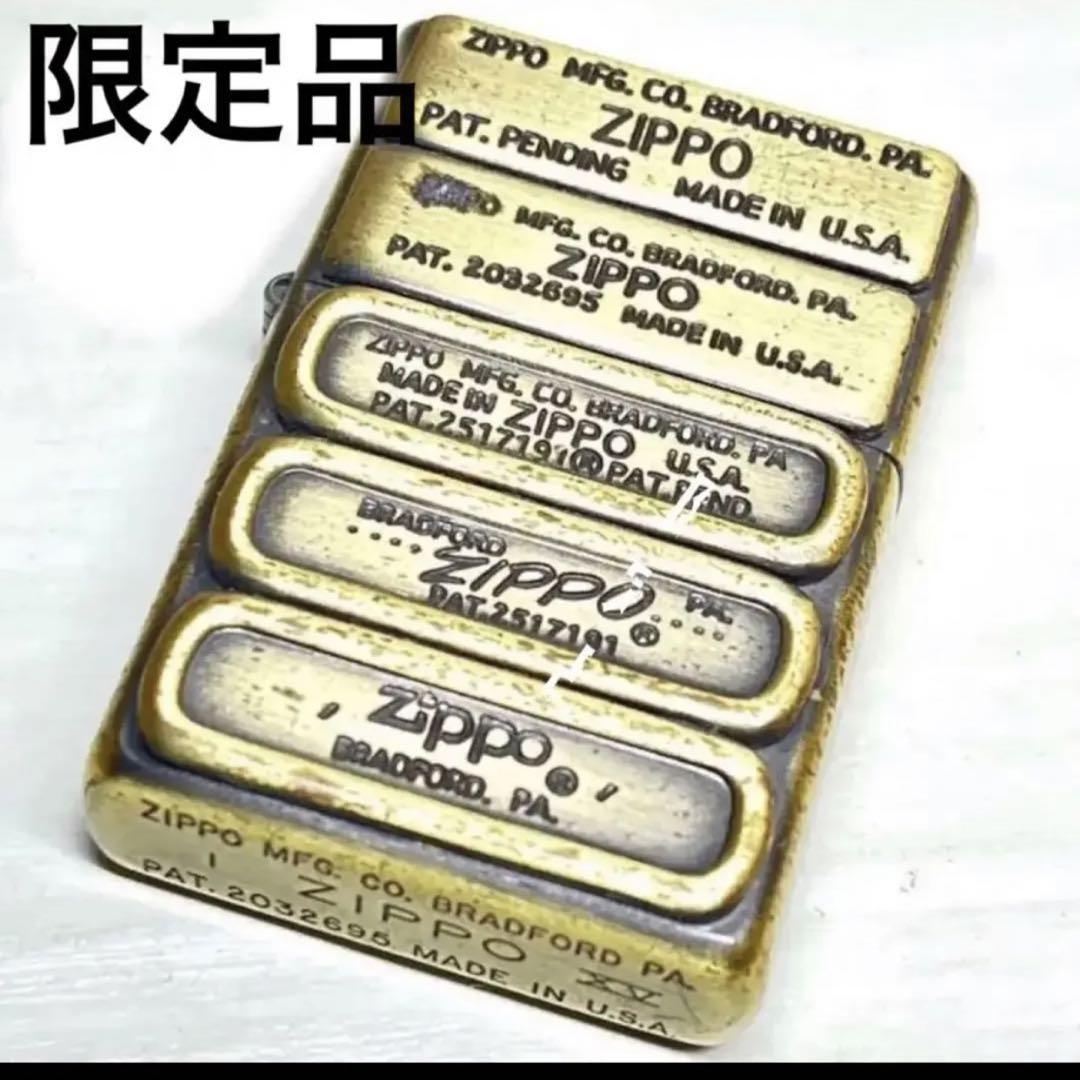 限定品
ZIPPO MFG. CO. BRADFORD. PA.
ZIPPO
PAT. PENDING MADE IN U.S.A.
MFG. CO. BRADFORD. PA.
ZIPPO
PAT. 2032695 MADE IN U.S.A.
ZIPPO MFG. CO. BRADFORD. PA
MADE IN ZIPPO U.S.A.
PAT.2517191® PAT.PEND.
BRADFORD PA.
....ZIPPO....
PAT.2517191 ®
, Zippo® ′
BRADFORD. PA.
ZIPPO MFG. CO. BRADFORD PA.
I ZIPPO XV
PAT. 2032695 MADE IN U.S.A.